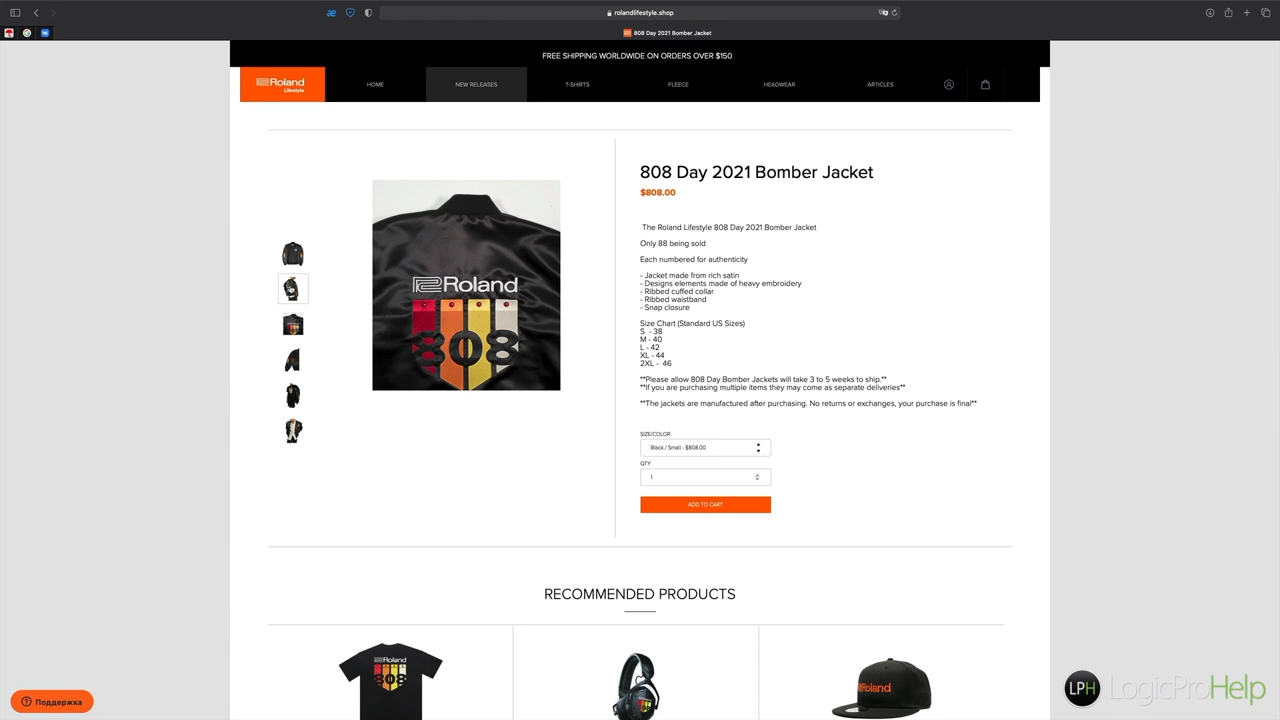 rolandlifestyle.shop
808 Day 2021 Bomber Jacket
FREE SHIPPING WORLDWIDE ON ORDERS OVER $150
Roland
Lifestyle
HOME
NEW RELEASES
T-SHIRTS
FLEECE
HEADWEAR
ARTICLES
808 Day 2021 Bomber Jacket
$808.00
The Roland Lifestyle 808 Day 2021 Bomber Jacket
Only 88 being sold
Each numbered for authenticity
- Jacket made from rich satin
- Designs elements made of heavy embroidery
- Ribbed cuffed collar
- Ribbed waistband
- Snap closure
Size Chart (Standard US Sizes)
S - 38
M - 40
L - 42
XL - 44
2XL - 46
**Please allow 808 Day Bomber Jackets will take 3 to 5 weeks to ship.**
**If you are purchasing multiple items they may come as separate deliveries**
**The jackets are manufactured after purchasing. No returns or exchanges, your purchase is final**
SIZE/COLOR
Black / Small - $808.00
QTY
1
ADD TO CART
Roland
808
RECOMMENDED PRODUCTS
Roland
808
Roland
Поддержка
LPH LogicProHelp